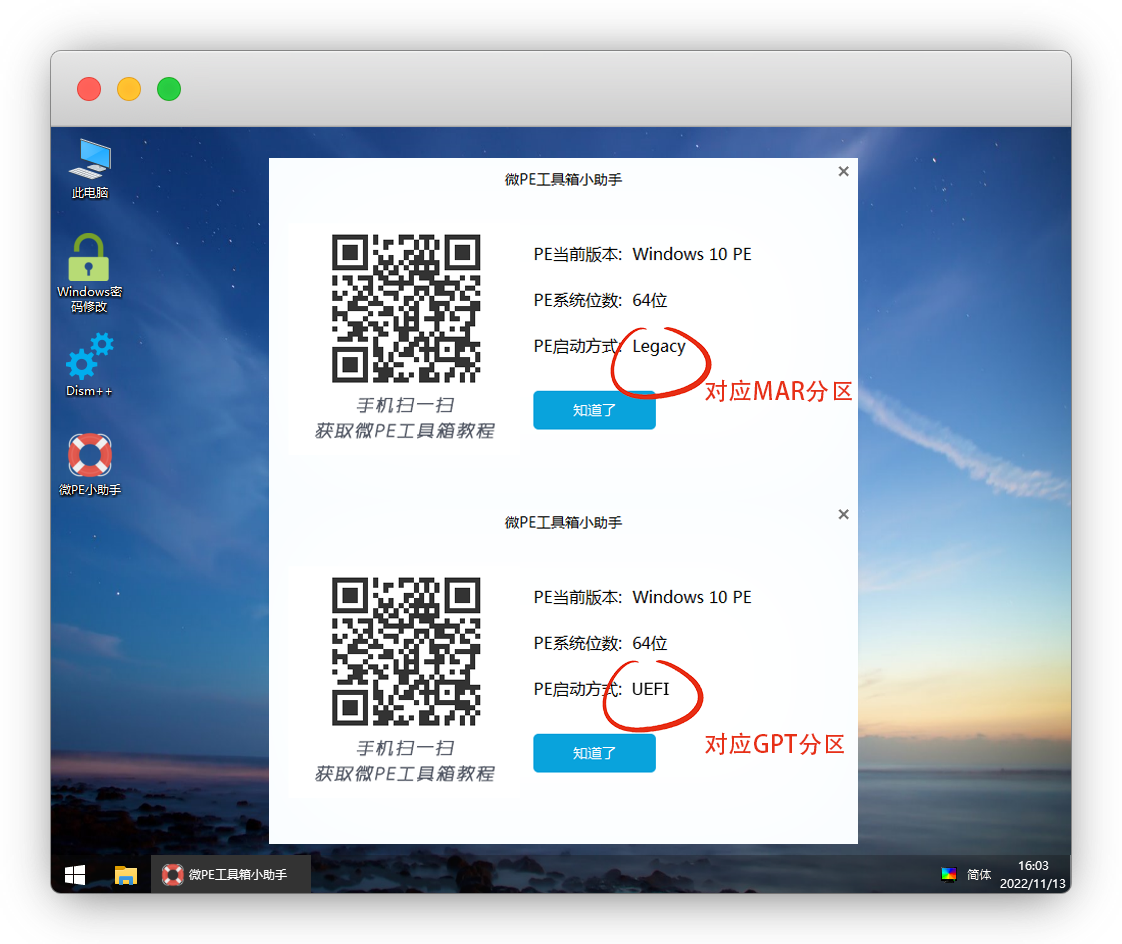 此电脑
Windows密
码修改
Dism++
微PE小助手
微PE工具箱小助手
PE当前版本: Windows 10 PE
PE系统位数: 64位
PE启动方式: Legacy
对应MAR分区
知道了
手机扫一扫
获取微PE工具箱教程
微PE工具箱小助手
PE当前版本: Windows 10 PE
PE系统位数: 64位
PE启动方式: UEFI
对应GPT分区
知道了
手机扫一扫
获取微PE工具箱教程
微PE工具箱小助手
简体
16:03
2022/11/13